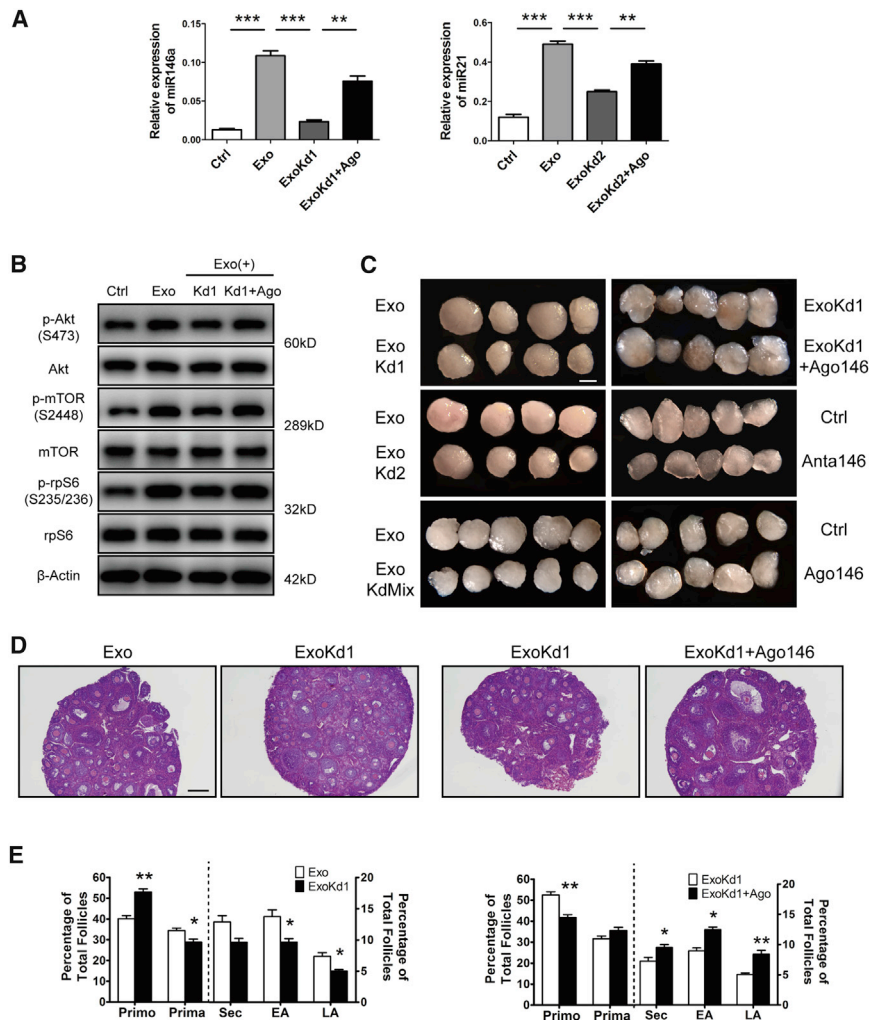 A
Relative expression
of miR146a
0.15
0.10
0.05
0.00
***
***
**
Ctrl
Exo
ExoKd1
ExoKd1+Ago
Relative expression
of miR21
0.6
0.4
0.2
0.0
***
***
**
Ctrl
Exo
ExoKd2
ExoKd2+Ago
B
Exo(+)
Ctrl Exo Kd1 Kd1+Ago
p-Akt
(S473)
60kD
Akt
p-mTOR
(S2448)
289kD
mTOR
p-rpS6
(S235/236)
32kD
rpS6
β-Actin
42kD
C
Exo
Exo
Kd1
Exo
Exo
Kd2
Exo
Exo
KdMix
ExoKd1
ExoKd1
+Ago146
Ctrl
Anta146
Ctrl
Ago146
D
Exo
ExoKd1
ExoKd1
ExoKd1+Ago146
E
Percentage of
Total Follicles
60
50
40
30
20
10
0
** * * *
Exo
ExoKd1
20
15
10
5
0
Percentage of
Total Follicles
Primo Prima Sec EA LA
Percentage of
Total Follicles
60
50
40
30
20
10
0
** * * **
ExoKd1
ExoKd1+Ago
20
15
10
5
0
Percentage of
Total Follicles
Primo Prima Sec EA LA